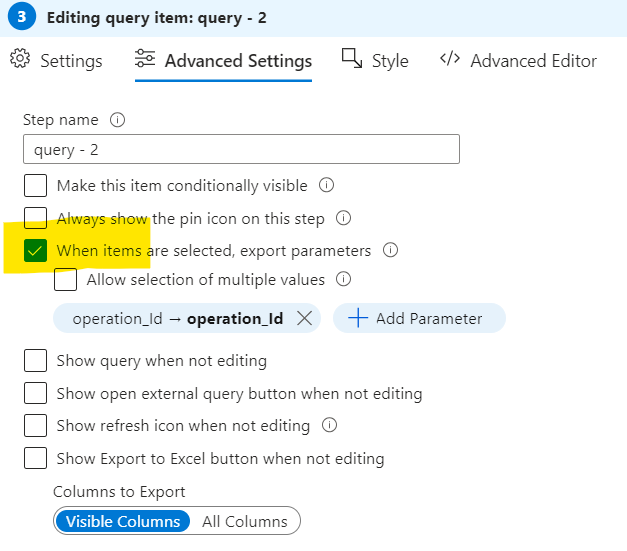 3 Editing query item: query - 2
Settings Advanced Settings Style </> Advanced Editor
Step name
query - 2
Make this item conditionally visible
Always show the pin icon on this step
When items are selected, export parameters
Allow selection of multiple values
operation_Id → operation_Id Add Parameter
Show query when not editing
Show open external query button when not editing
Show refresh icon when not editing
Show Export to Excel button when not editing
Columns to Export
Visible Columns All Columns